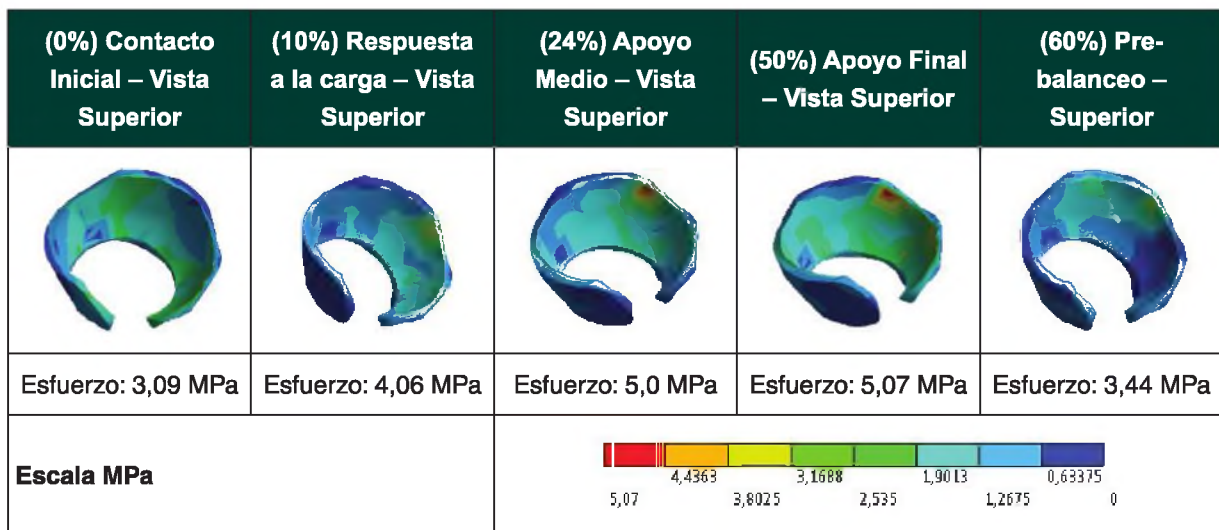 (0%) Contacto
Inicial – Vista
Superior
(10%) Respuesta
a la carga – Vista
Superior
(24%) Apoyo
Medio – Vista
Superior
(50%) Apoyo Final
– Vista Superior
(60%) Pre-
balanceo –
Superior
Esfuerzo: 3,09 MPa
Esfuerzo: 4,06 MPa
Esfuerzo: 5,0 MPa
Esfuerzo: 5,07 MPa
Esfuerzo: 3,44 MPa
Escala MPa
4,4363 3,1688 1,9013 0,63375
5,07 3,8025 2,535 1,2675 0